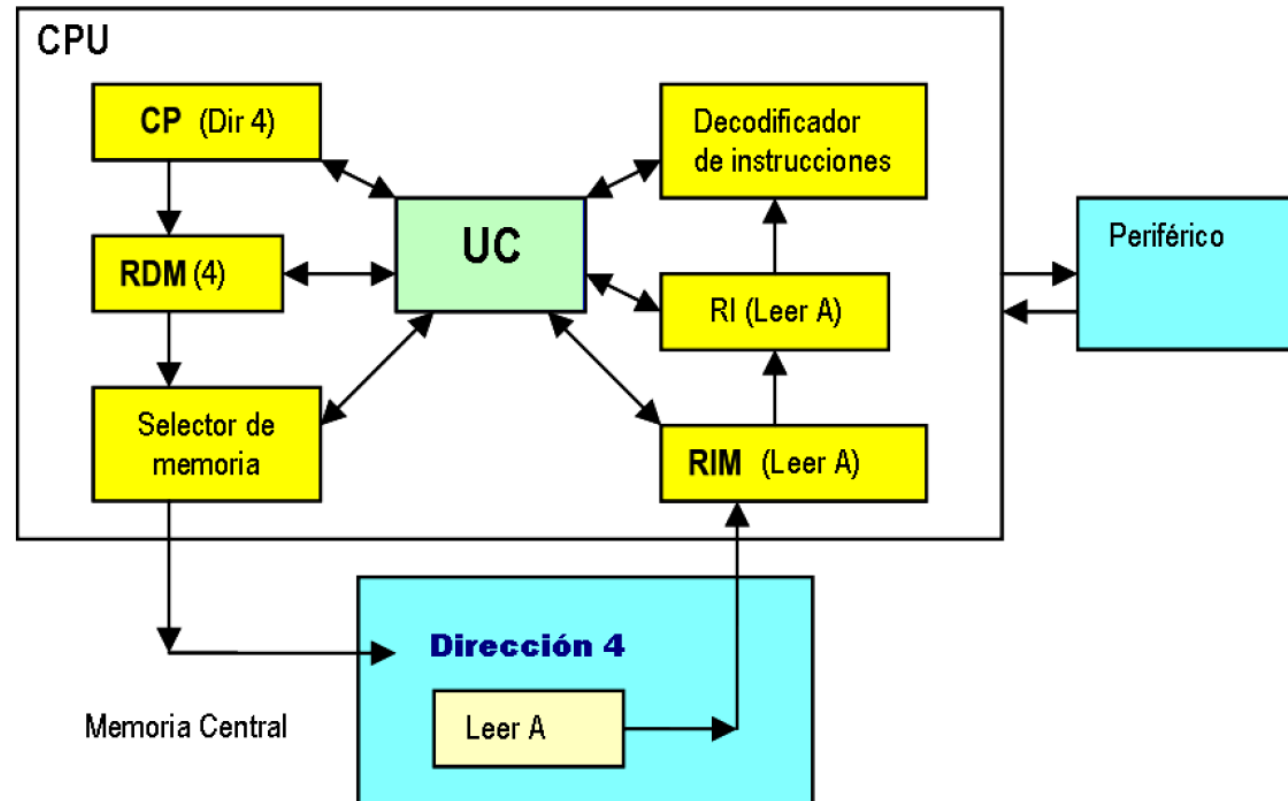 CPU
CP (Dir 4)
RDM (4)
Selector de
memoria
UC
Decodificador
de instrucciones
RI (Leer A)
RIM (Leer A)
Periférico
Dirección 4
Leer A
Memoria Central